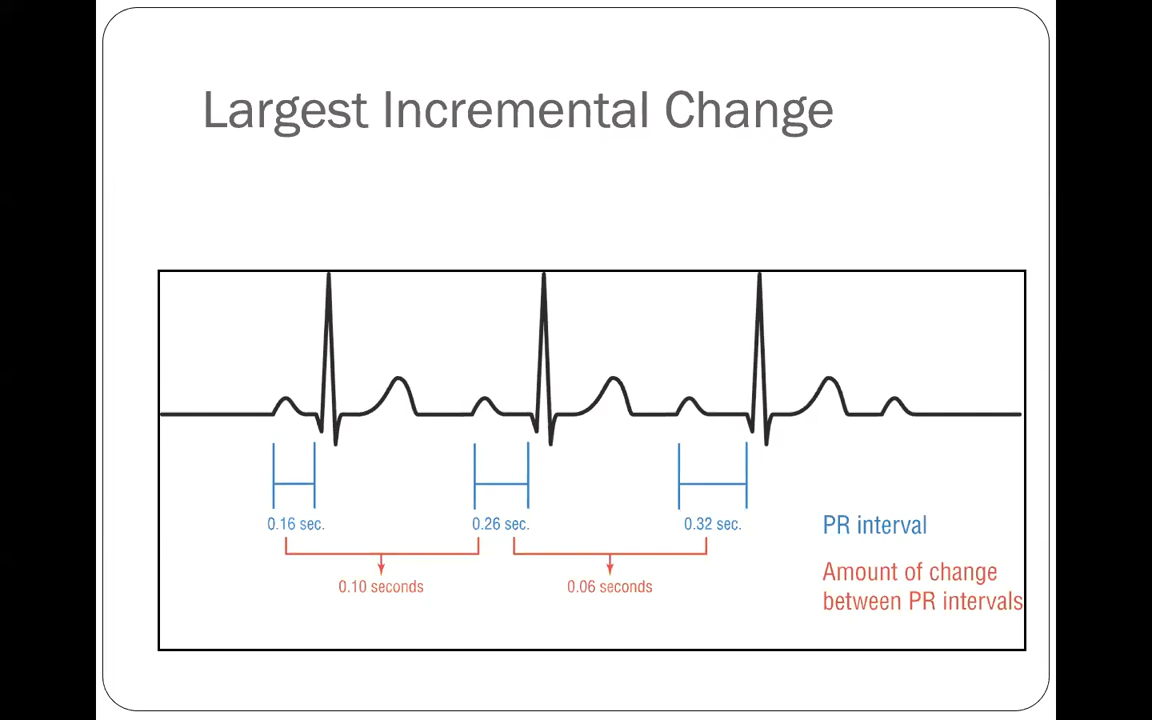 Largest Incremental Change
0.16 sec.
0.26 sec.
0.32 sec.
0.10 seconds
0.06 seconds
PR interval
Amount of change
between PR intervals